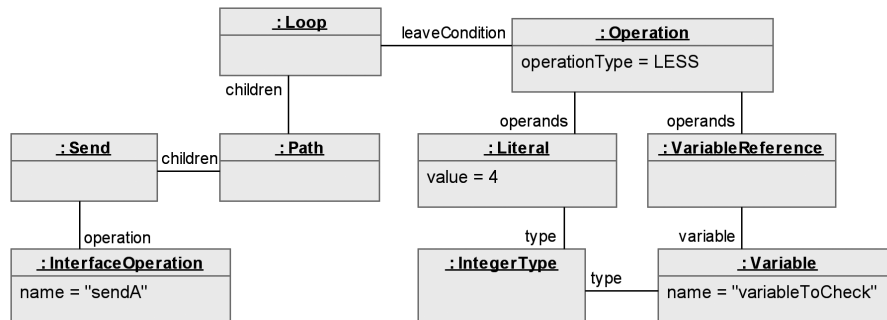 : Loop
leaveCondition
: Operation
operationType = LESS
children
operands
operands
: Send
children
: Path
: Literal
value = 4
: VariableReference
operation
type
variable
: InterfaceOperation
name = "sendA"
: IntegerType
type
: Variable
name = "variableToCheck"